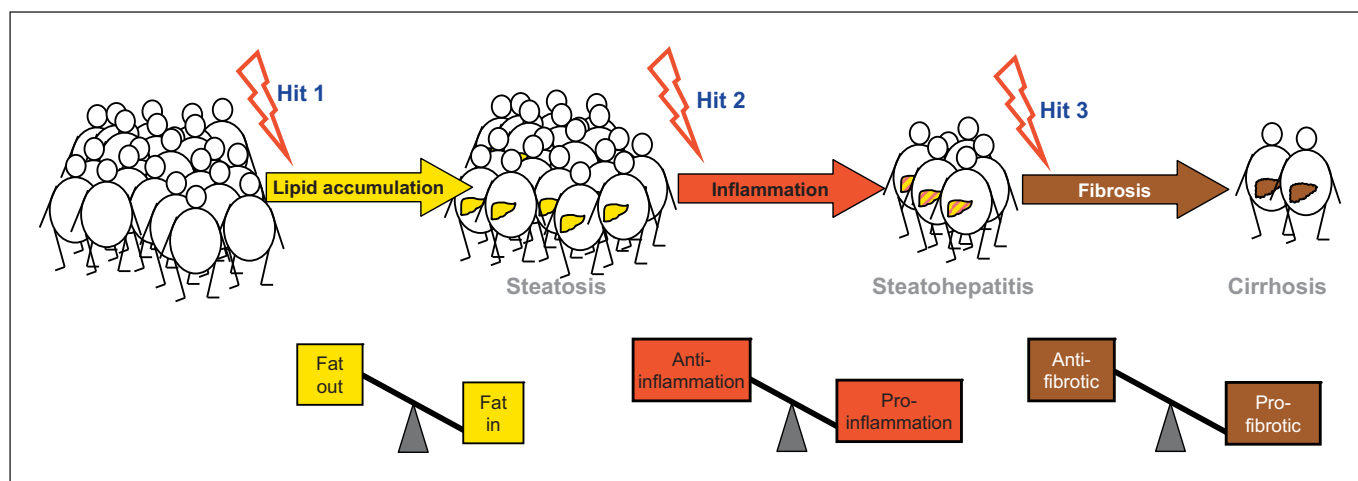 Hit 1
Hit 2
Hit 3
Lipid accumulation
Inflammation
Fibrosis
Steatosis
Steatohepatitis
Cirrhosis
Fat
out
Fat
in
Anti-
inflammation
Pro-
inflammation
Anti-
fibrotic
Pro-
fibrotic